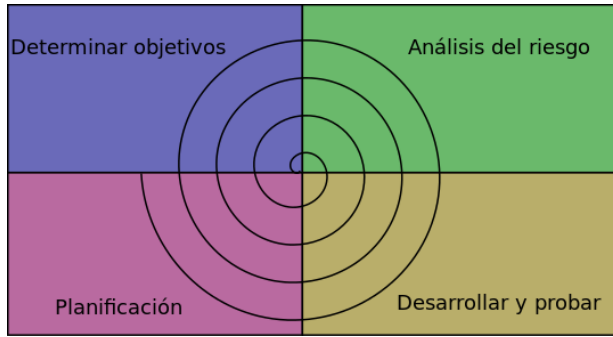 Determinar objetivos
Análisis del riesgo
Planificación
Desarrollar y probar